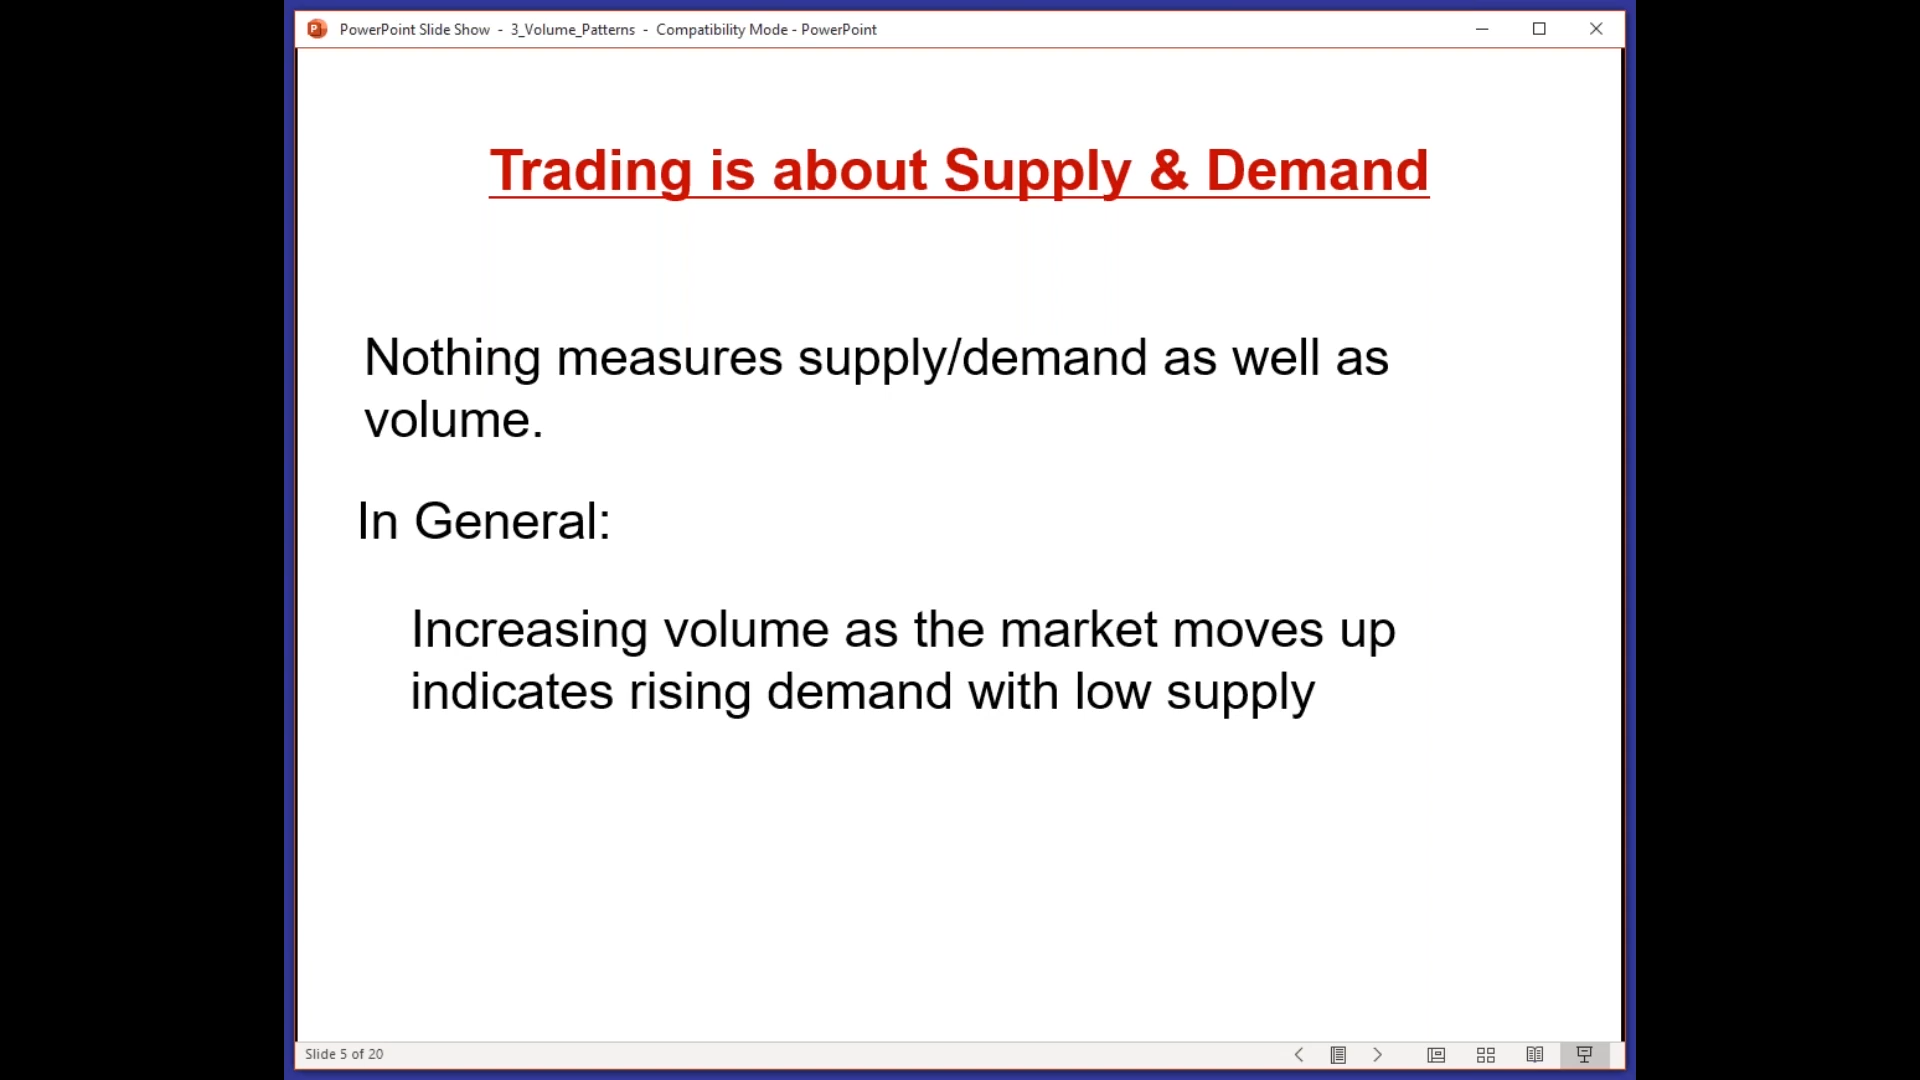 PowerPoint Slide Show - 3_Volume_Patterns - Compatibility Mode - PowerPoint
Trading is about Supply & Demand
Nothing measures supply/demand as well as
volume.
In General:
Increasing volume as the market moves up
indicates rising demand with low supply
Slide 5 of 20